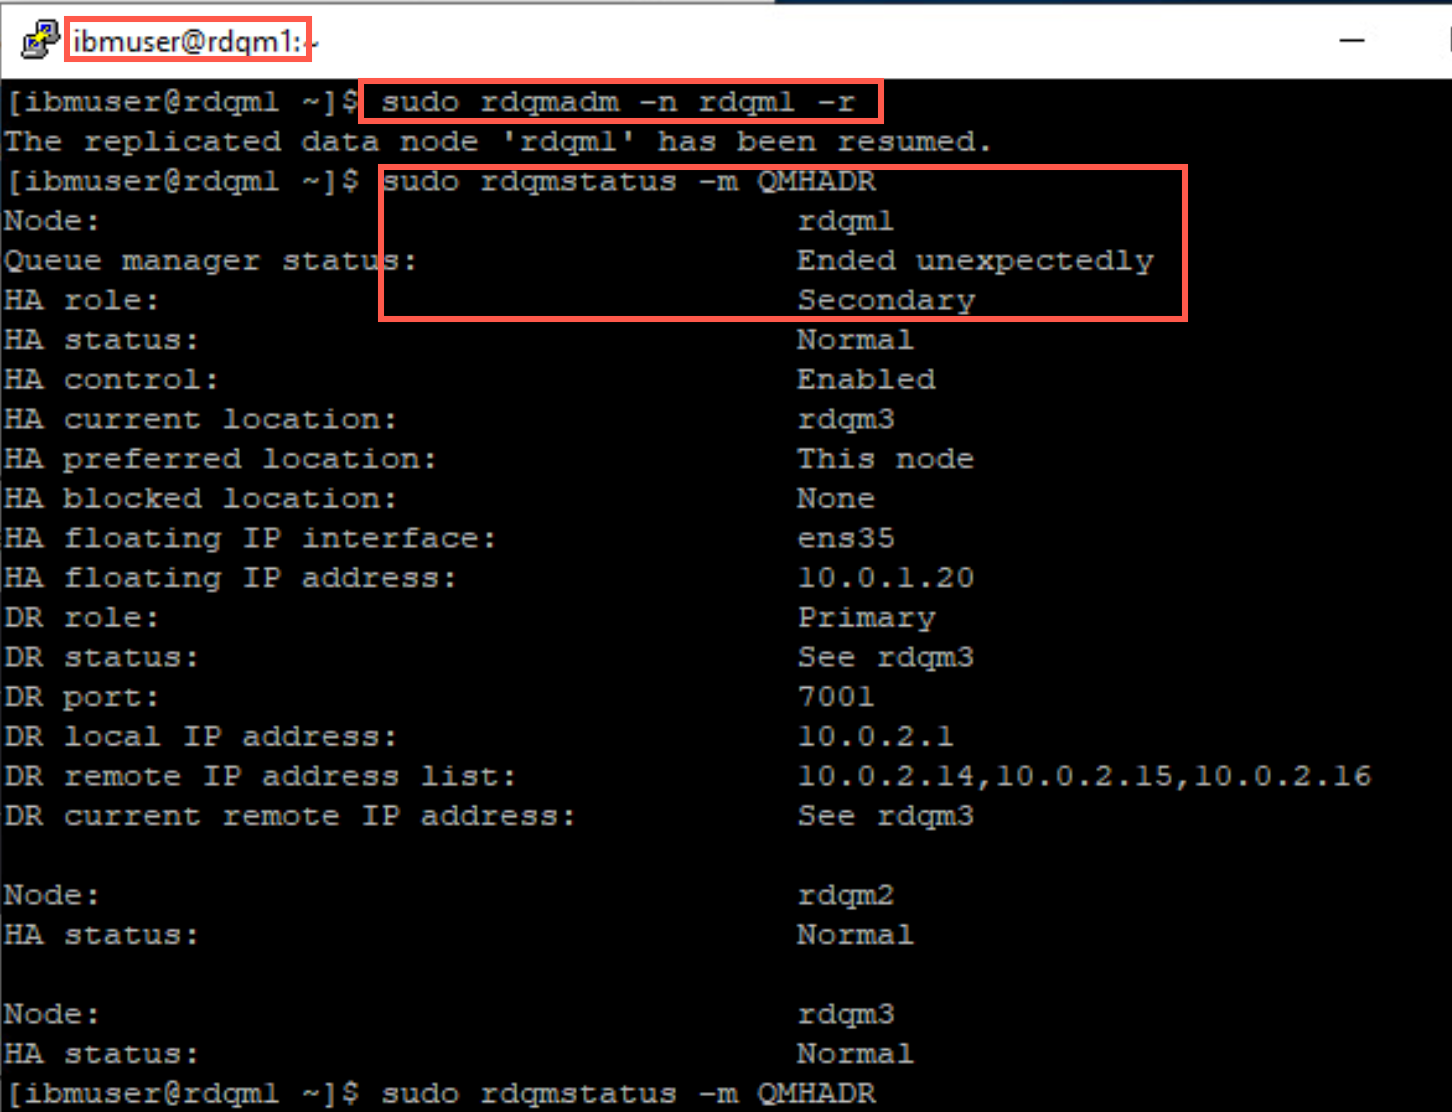 ibmuser@rdqm1:~
[ibmuser@rdqm1 ~]$ sudo rdqmadm -n rdqm1 -r
The replicated data node 'rdqm1' has been resumed.
[ibmuser@rdqm1 ~]$ sudo rdqmstatus -m QMHADR
Node: rdqm1
Queue manager status: Ended unexpectedly
HA role: Secondary
HA status: Normal
HA control: Enabled
HA current location: rdqm3
HA preferred location: This node
HA blocked location: None
HA floating IP interface: ens35
HA floating IP address: 10.0.1.20
DR role: Primary
DR status: See rdqm3
DR port: 7001
DR local IP address: 10.0.2.1
DR remote IP address list: 10.0.2.14,10.0.2.15,10.0.2.16
DR current remote IP address: See rdqm3
Node: rdqm2
HA status: Normal
Node: rdqm3
HA status: Normal
[ibmuser@rdqm1 ~]$ sudo rdqmstatus -m QMHADR